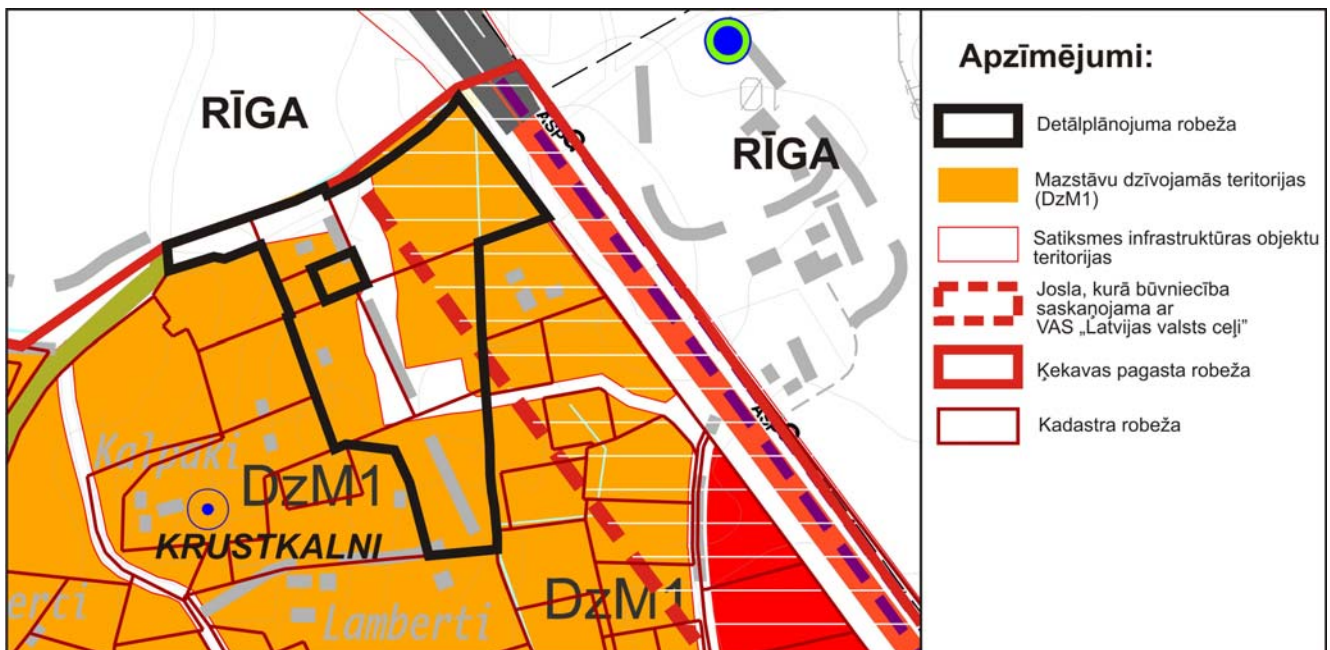 RĪGA
RĪGA
Kalpaki
DzM1
KRUSTKALNI
Lamberti
DzM1
Apzīmējumi:
Detālplānojuma robeža
Mazstāvu dzīvojamās teritorijas
(DzM1)
Satiksmes infrastruktūras objektu
teritorijas
Josla, kurā būvniecība
saskaņojama ar
VAS „Latvijas valsts ceļi”
Ķekavas pagasta robeža
Kadastra robeža